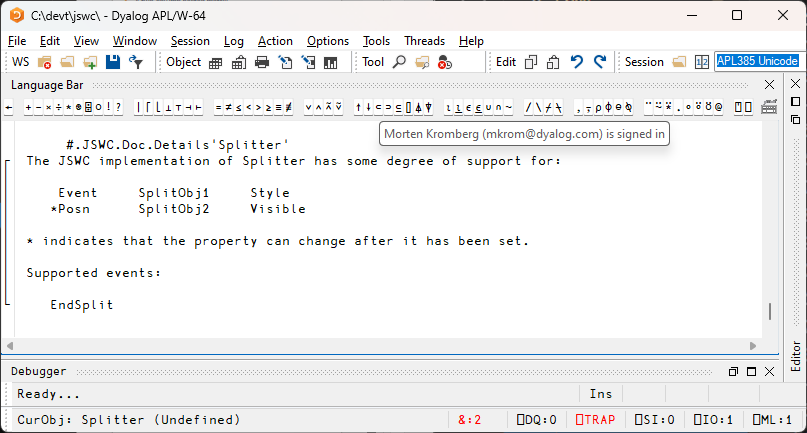 C:\devt\jswc\ - Dyalog APL/W-64
File Edit View Window Session Log Action Options Tools Threads Help
WS Object Tool Edit Session APL385 Unicode
Language Bar
← + - × ÷ * ⍟ ⌹ ○ ! ? | ⌈ ⌊ ⊥ ⊤ ⊣ ⊢ = ≠ ≤ < > ≥ ≡ ≢ ∨ ∧ ⍲ ⍱ ↑ ↓ ⊂ ⊃ ⊆ ⌷ ⍋ ⍒
Morten Kromberg (mkrom@dyalog.com) is signed in
#.JSWC.Doc.Details'Splitter'
The JSWC implementation of Splitter has some degree of support for:
Event SplitObj1 Style
*Posn SplitObj2 Visible
* indicates that the property can change after it has been set.
Supported events:
EndSplit
Editor
Debugger
Ready... Ins
CurObj: Splitter (Undefined) &:2 ⎕DQ:0 ⎕TRAP ⎕SI:0 ⎕IO:1 ⎕ML:1